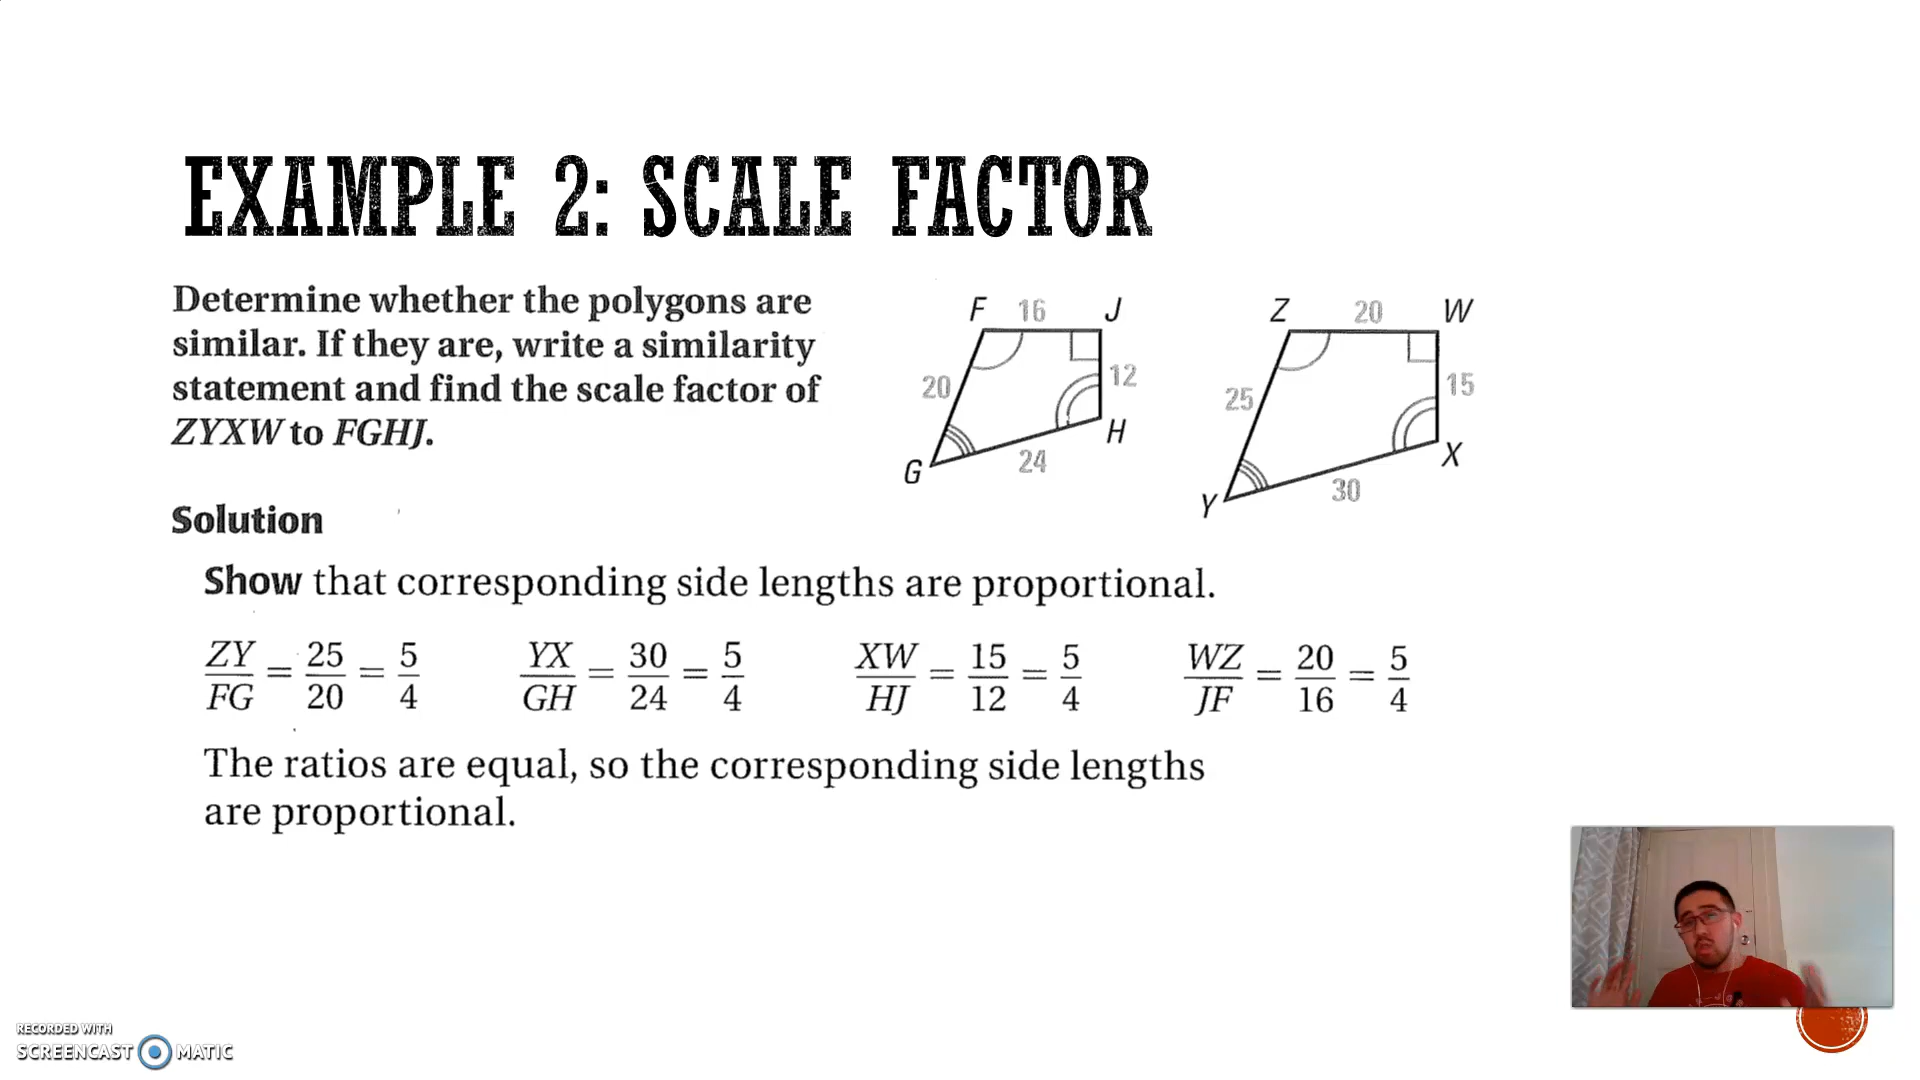 EXAMPLE 2: SCALE FACTOR
Determine whether the polygons are
similar. If they are, write a similarity
statement and find the scale factor of
ZYXW to FGHJ.
F 16 J
20
12
H
24
G
Z 20 W
25
15
X
30
Y
Solution
Show that corresponding side lengths are proportional.
ZY/FG = 25/20 = 5/4
YX/GH = 30/24 = 5/4
XW/HJ = 15/12 = 5/4
WZ/JF = 20/16 = 5/4
The ratios are equal, so the corresponding side lengths
are proportional.
RECORDED WITH
SCREENCAST MATIC